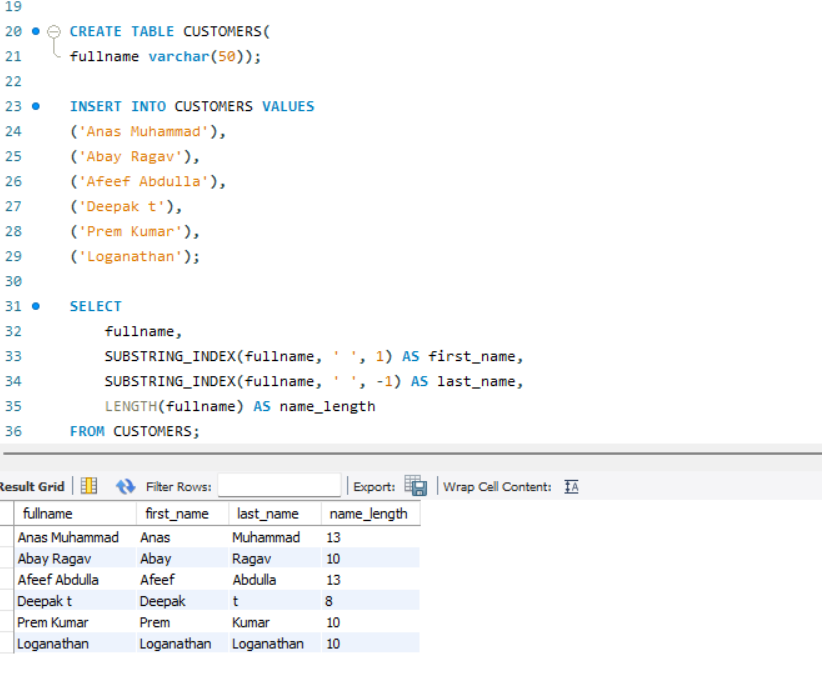 19
20 CREATE TABLE CUSTOMERS(
21 fullname varchar(50));
22
23 INSERT INTO CUSTOMERS VALUES
24 ('Anas Muhammad'),
25 ('Abay Ragav'),
26 ('Afeef Abdulla'),
27 ('Deepak t'),
28 ('Prem Kumar'),
29 ('Loganathan');
30
31 SELECT
32 fullname,
33 SUBSTRING_INDEX(fullname, ' ', 1) AS first_name,
34 SUBSTRING_INDEX(fullname, ' ', -1) AS last_name,
35 LENGTH(fullname) AS name_length
36 FROM CUSTOMERS;
Result Grid Filter Rows: Export: Wrap Cell Content: IA
fullname first_name last_name name_length
Anas Muhammad Anas Muhammad 13
Abay Ragav Abay Ragav 10
Afeef Abdulla Afeef Abdulla 13
Deepak t Deepak t 8
Prem Kumar Prem Kumar 10
Loganathan Loganathan Loganathan 10